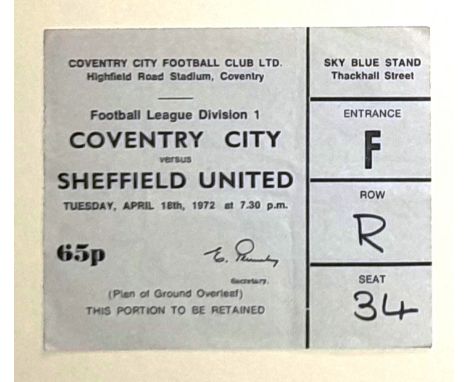 COVENTRY CITY FOOTBALL CLUB LTD.
Highfield Road Stadium, Coventry
Football League Division 1
COVENTRY CITY
versus
SHEFFIELD UNITED
TUESDAY, APRIL 18th, 1972 at 7.30 p.m.
65p
Secretary.
(Plan of Ground Overleaf)
THIS PORTION TO BE RETAINED
SKY BLUE STAND
Thackhall Street
ENTRANCE
F
ROW
R
SEAT
34